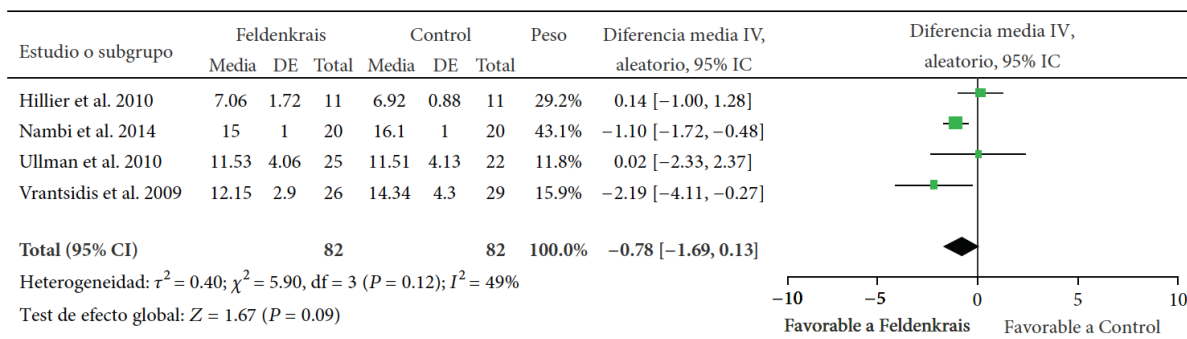 Estudio o subgrupo Feldenkrais Control Peso Diferencia media IV, aleatorio, 95% IC Diferencia media IV, aleatorio, 95% IC
Media DE Total Media DE Total
Hillier et al. 2010 7.06 1.72 11 6.92 0.88 11 29.2% 0.14 [−1.00, 1.28]
Nambi et al. 2014 15 1 20 16.1 1 20 43.1% −1.10 [−1.72, −0.48]
Ullman et al. 2010 11.53 4.06 25 11.51 4.13 22 11.8% 0.02 [−2.33, 2.37]
Vrantsidis et al. 2009 12.15 2.9 26 14.34 4.3 29 15.9% −2.19 [−4.11, −0.27]
Total (95% CI) 82 82 100.0% −0.78 [−1.69, 0.13]
Heterogeneidad: τ² = 0.40; χ² = 5.90, df = 3 (P = 0.12); I² = 49%
Test de efecto global: Z = 1.67 (P = 0.09)
−10 −5 0 5 10
Favorable a Feldenkrais Favorable a Control